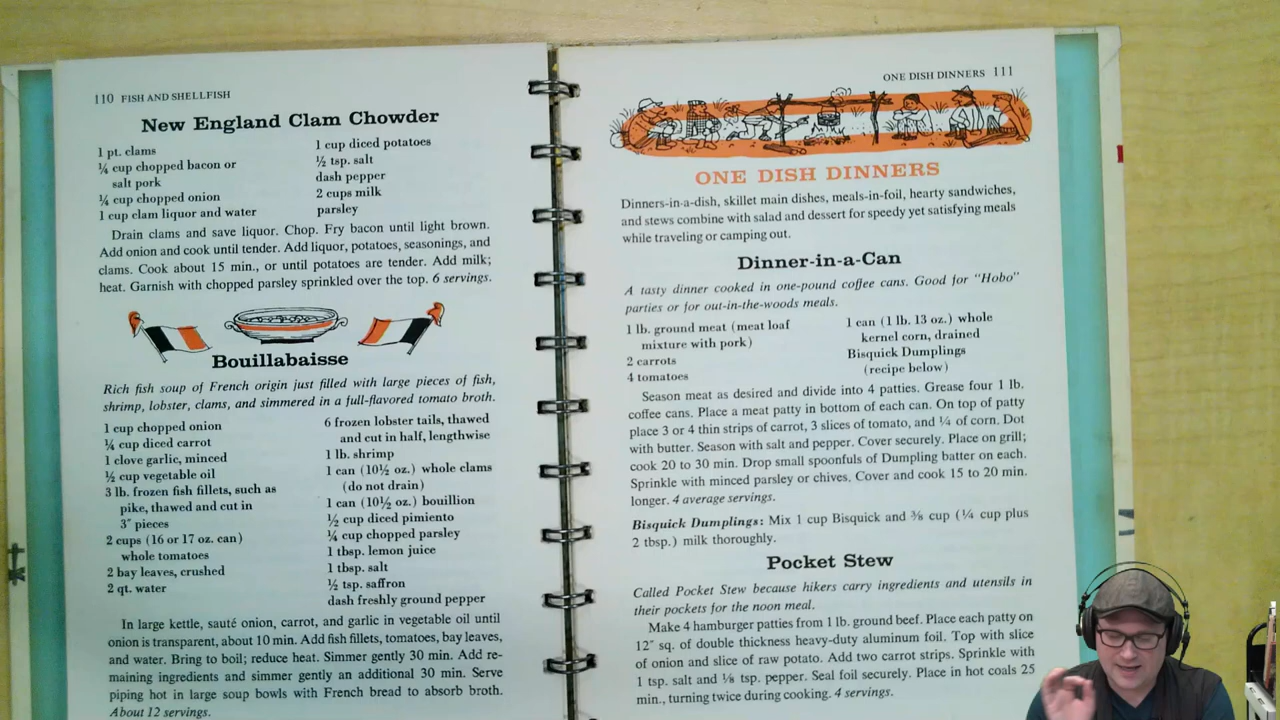 110 FISH AND SHELLFISH
New England Clam Chowder
1 pt. clams
¼ cup chopped bacon or
salt pork
¼ cup chopped onion
1 cup clam liquor and water
1 cup diced potatoes
½ tsp. salt
dash pepper
2 cups milk
parsley
Drain clams and save liquor. Chop. Fry bacon until light brown.
Add onion and cook until tender. Add liquor, potatoes, seasonings, and
clams. Cook about 15 min., or until potatoes are tender. Add milk;
heat. Garnish with chopped parsley sprinkled over the top. 6 servings.
Bouillabaisse
Rich fish soup of French origin just filled with large pieces of fish,
shrimp, lobster, clams, and simmered in a full-flavored tomato broth.
1 cup chopped onion
¼ cup diced carrot
1 clove garlic, minced
½ cup vegetable oil
3 lb. frozen fish fillets, such as
pike, thawed and cut in
3″ pieces
2 cups (16 or 17 oz. can)
whole tomatoes
2 bay leaves, crushed
2 qt. water
6 frozen lobster tails, thawed
and cut in half, lengthwise
1 lb. shrimp
1 can (10½ oz.) whole clams
(do not drain)
1 can (10½ oz.) bouillion
½ cup diced pimiento
¼ cup chopped parsley
1 tbsp. lemon juice
1 tbsp. salt
½ tsp. saffron
dash freshly ground pepper
In large kettle, sauté onion, carrot, and garlic in vegetable oil until
onion is transparent, about 10 min. Add fish fillets, tomatoes, bay leaves,
and water. Bring to boil; reduce heat. Simmer gently 30 min. Add re-
maining ingredients and simmer gently an additional 30 min. Serve
piping hot in large soup bowls with French bread to absorb broth.
About 12 servings.
ONE DISH DINNERS 111
ONE DISH DINNERS
Dinners-in-a-dish, skillet main dishes, meals-in-foil, hearty sandwiches,
and stews combine with salad and dessert for speedy yet satisfying meals
while traveling or camping out.
Dinner-in-a-Can
A tasty dinner cooked in one-pound coffee cans. Good for "Hobo"
parties or for out-in-the-woods meals.
1 lb. ground meat (meat loaf
mixture with pork)
2 carrots
4 tomatoes
1 can (1 lb. 13 oz.) whole
kernel corn, drained
Bisquick Dumplings
(recipe below)
Season meat as desired and divide into 4 patties. Grease four 1 lb.
coffee cans. Place a meat patty in bottom of each can. On top of patty
place 3 or 4 thin strips of carrot, 3 slices of tomato, and ¼ of corn. Dot
with butter. Season with salt and pepper. Cover securely. Place on grill;
cook 20 to 30 min. Drop small spoonfuls of Dumpling batter on each.
Sprinkle with minced parsley or chives. Cover and cook 15 to 20 min.
longer. 4 average servings.
Bisquick Dumplings: Mix 1 cup Bisquick and ⅜ cup (¼ cup plus
2 tbsp.) milk thoroughly.
Pocket Stew
Called Pocket Stew because hikers carry ingredients and utensils in
their pockets for the noon meal.
Make 4 hamburger patties from 1 lb. ground beef. Place each patty on
12″ sq. of double thickness heavy-duty aluminum foil. Top with slice
of onion and slice of raw potato. Add two carrot strips. Sprinkle with
1 tsp. salt and ⅛ tsp. pepper. Seal foil securely. Place in hot coals 25
min., turning twice during cooking. 4 servings.